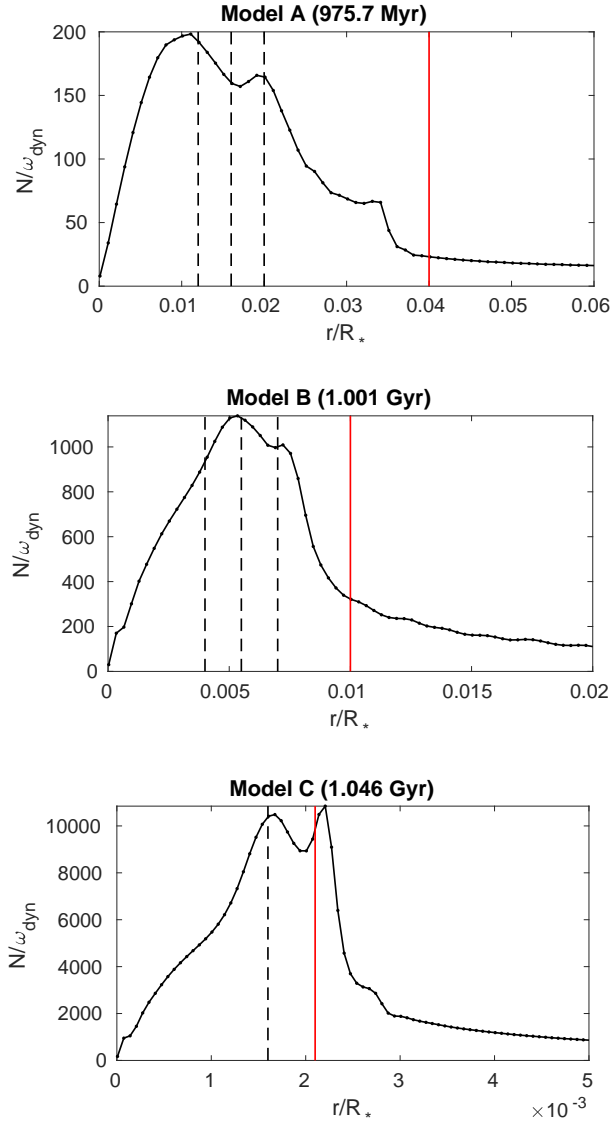 Model A (975.7 Myr)
200
150
100
50
0
N/ω_dyn
0 0.01 0.02 0.03 0.04 0.05 0.06
r/R_*
Model B (1.001 Gyr)
1000
800
600
400
200
0
N/ω_dyn
0 0.005 0.01 0.015 0.02
r/R_*
Model C (1.046 Gyr)
10000
8000
6000
4000
2000
0
N/ω_dyn
0 1 2 3 4 5
r/R_*
× 10^-3